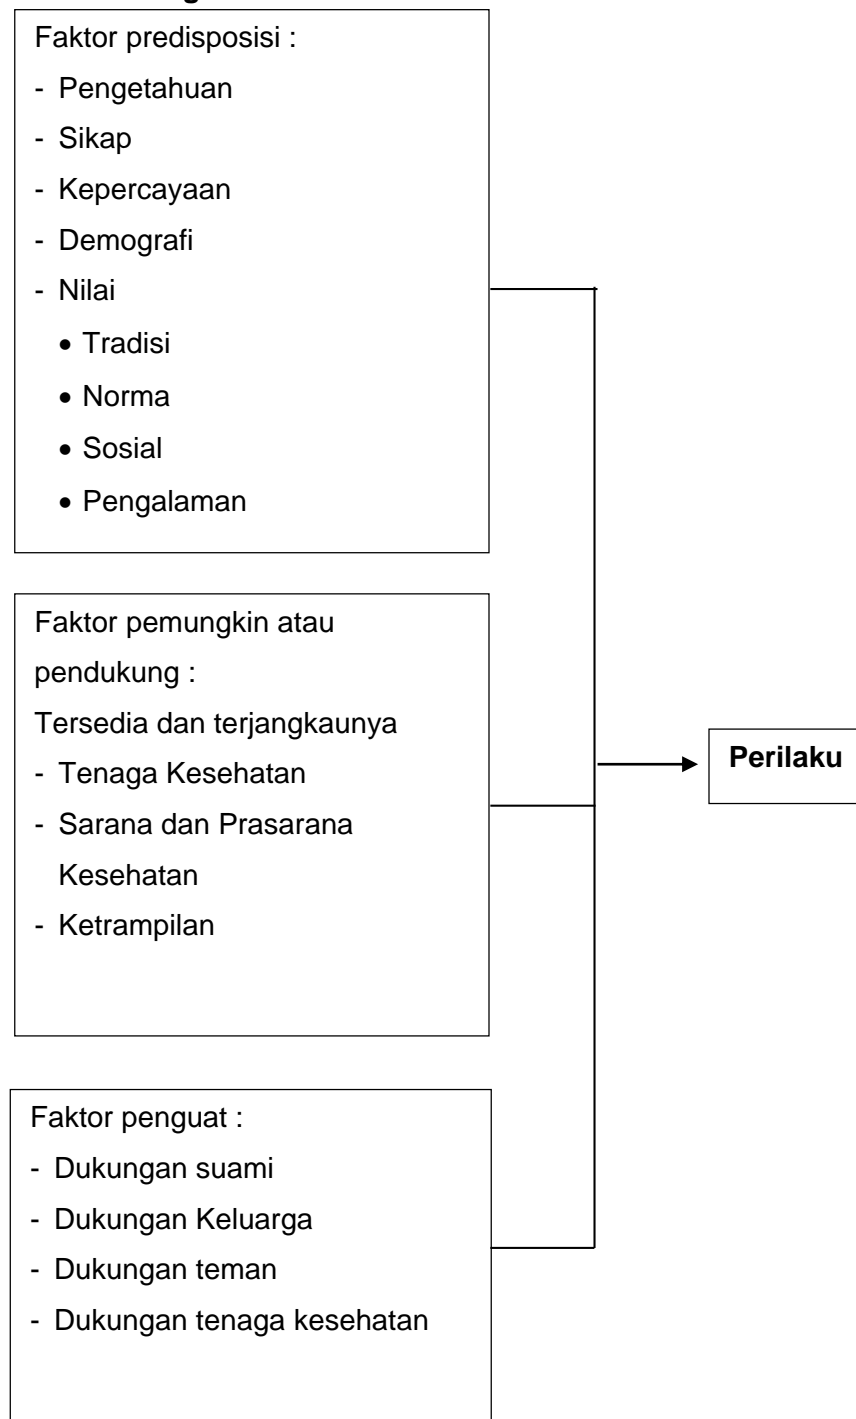 Faktor predisposisi :
- Pengetahuan
- Sikap
- Kepercayaan
- Demografi
- Nilai
• Tradisi
• Norma
• Sosial
• Pengalaman
Faktor pemungkin atau
pendukung :
Tersedia dan terjangkaunya
- Tenaga Kesehatan
- Sarana dan Prasarana
Kesehatan
- Ketrampilan
Perilaku
Faktor penguat :
- Dukungan suami
- Dukungan Keluarga
- Dukungan teman
- Dukungan tenaga kesehatan